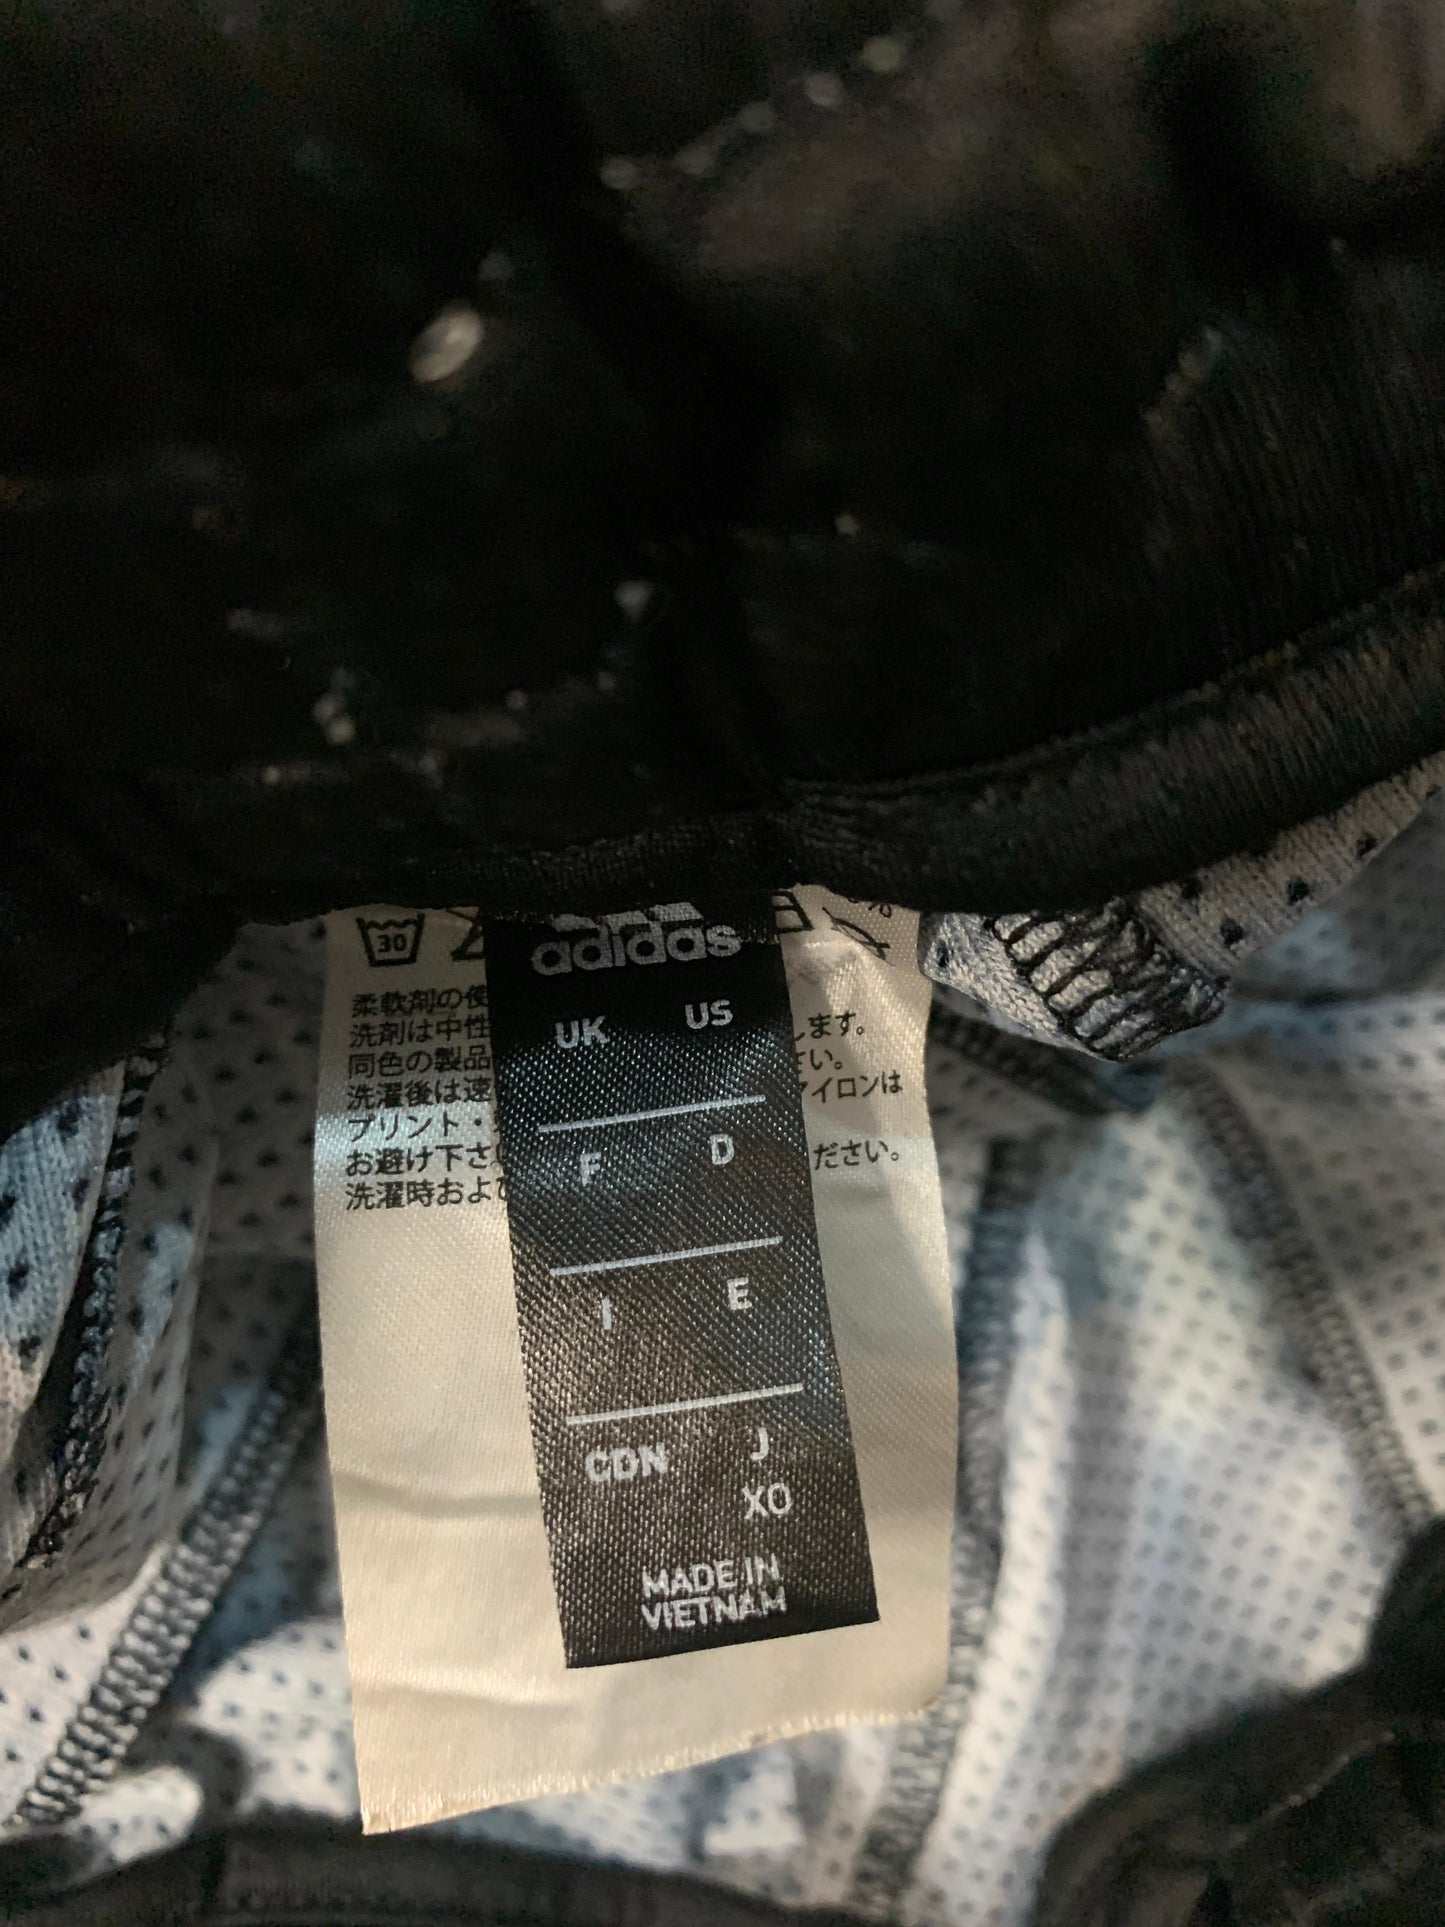 30
adidas
UK US
F D
I E
CDN J
XO
MADE IN
VIETNAM
柔軟剤の使
洗剤は中性 します。
同色の製品 さい。
洗濯後は速 アイロンは
プリント・
お避け下さ ください。
洗濯時およ